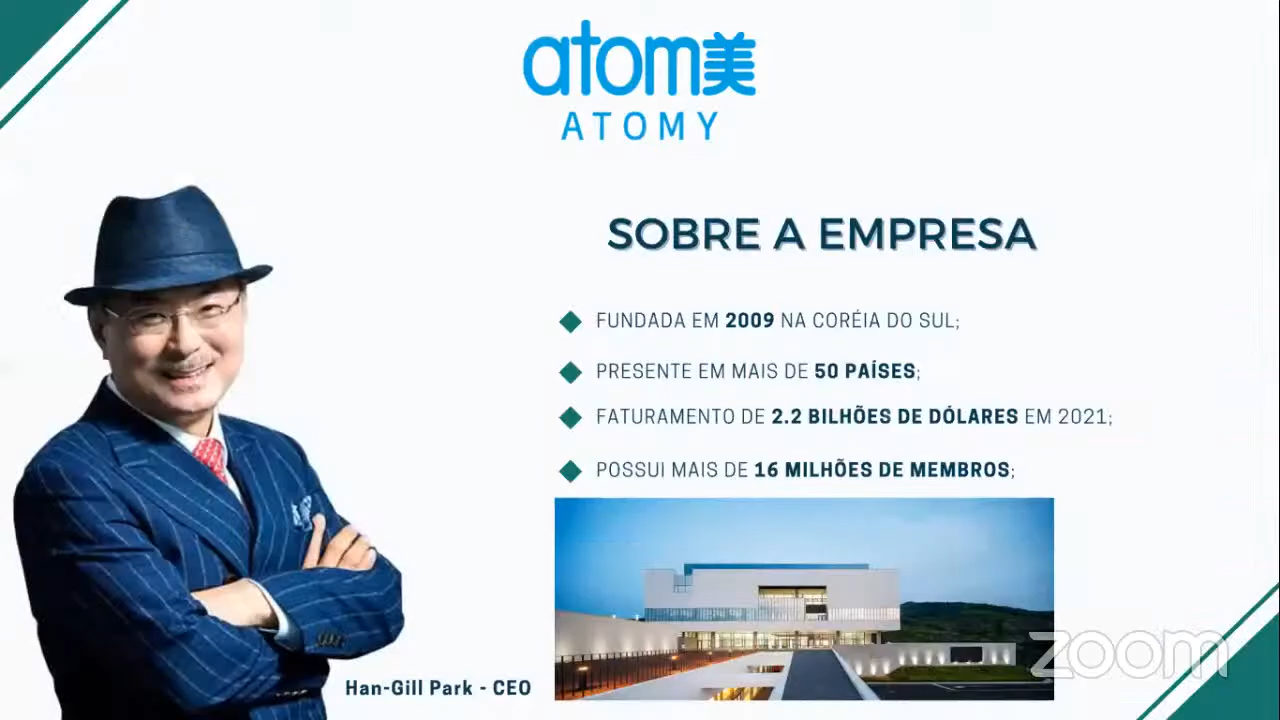 atom美
ATOMY
SOBRE A EMPRESA
FUNDADA EM 2009 NA CORÉIA DO SUL;
PRESENTE EM MAIS DE 50 PAÍSES;
FATURAMENTO DE 2.2 BILHÕES DE DÓLARES EM 2021;
POSSUI MAIS DE 16 MILHÕES DE MEMBROS;
Han-Gill Park - CEO
zoom